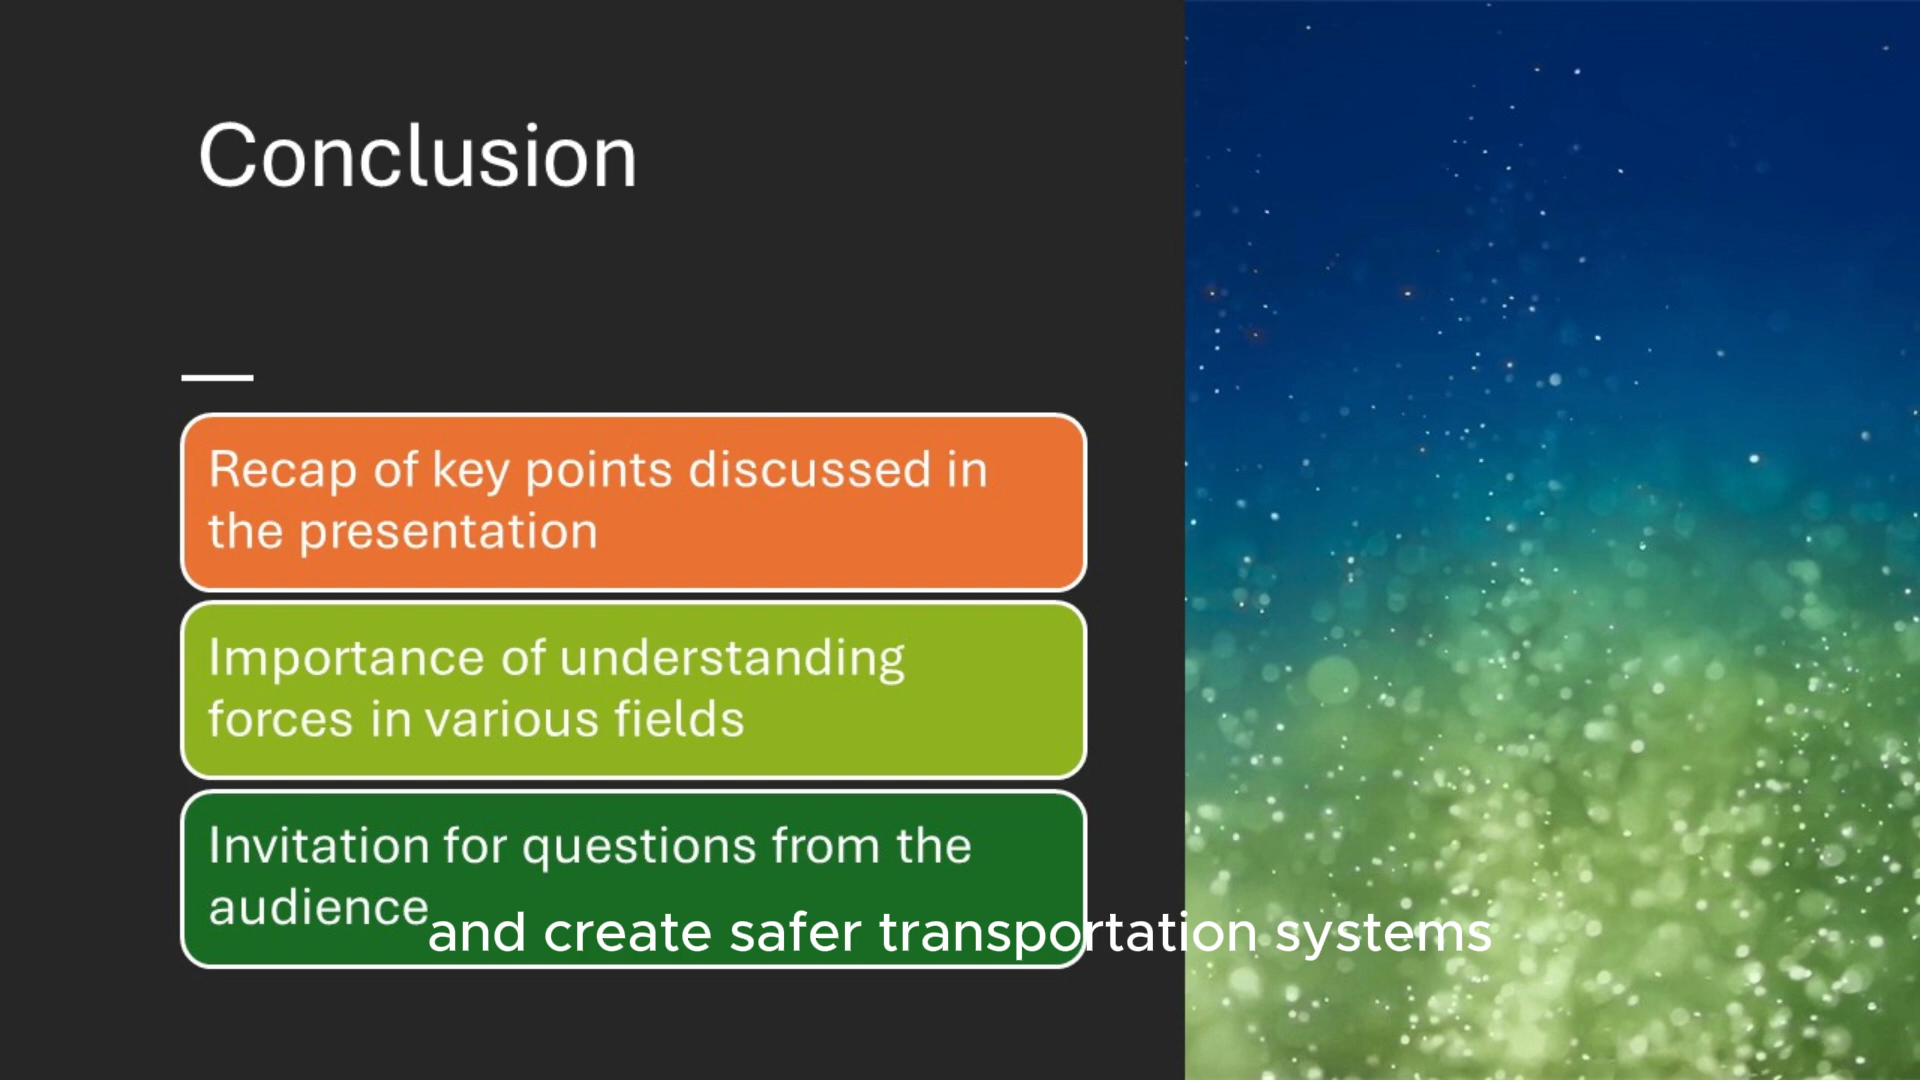 Conclusion
Recap of key points discussed in
the presentation
Importance of understanding
forces in various fields
Invitation for questions from the
audience
and create safer transportation systems